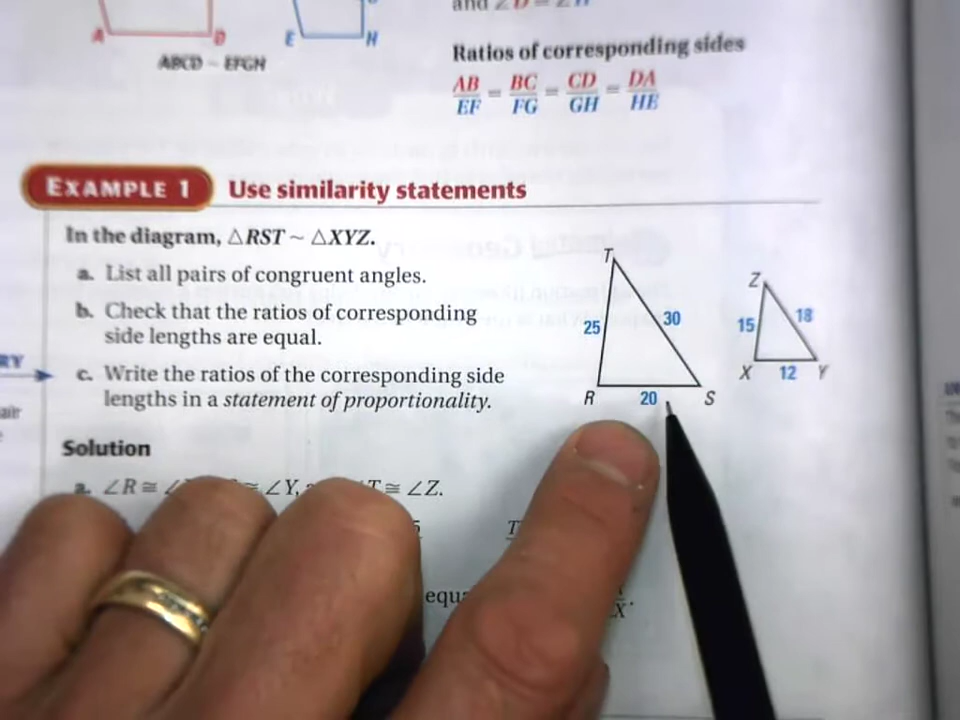 A D E H
ABCD ~ EFGH
Ratios of corresponding sides
AB/EF = BC/FG = CD/GH = DA/HE
EXAMPLE 1 Use similarity statements
In the diagram, △RST ~ △XYZ.
a. List all pairs of congruent angles.
b. Check that the ratios of corresponding
side lengths are equal.
c. Write the ratios of the corresponding side
lengths in a statement of proportionality.
T
25 30
R 20 S
Z
15 18
X 12 Y
Solution
a. ∠R ≅ ∠Y, T ≅ ∠Z.